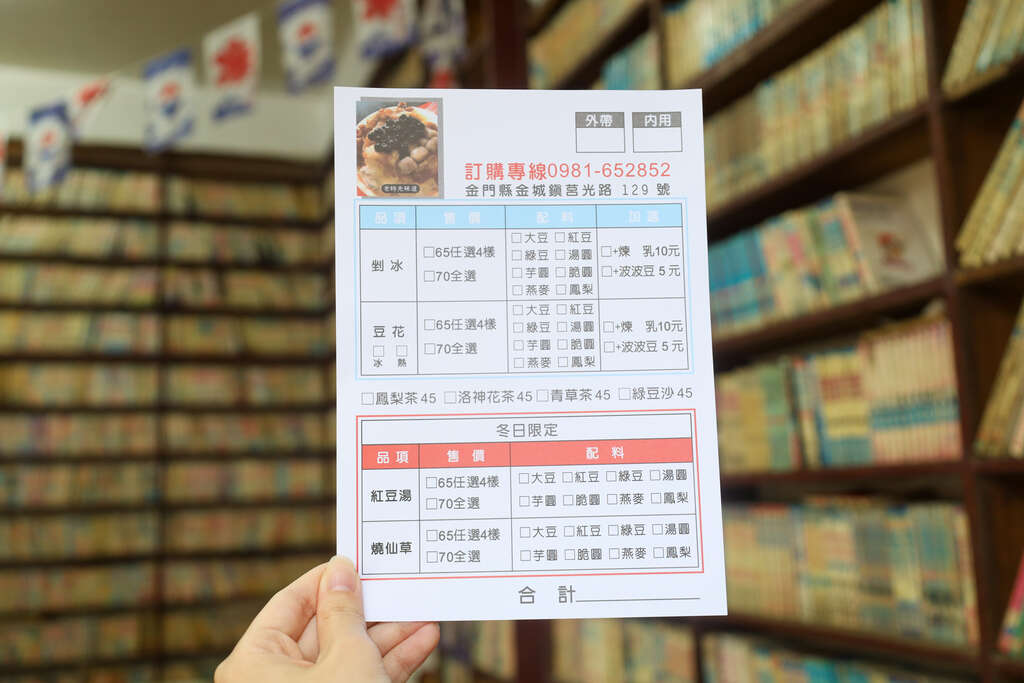 老時光味道
外帶 內用
訂購專線0981-652852
金門縣金城鎮莒光路 129 號
品項 售價 配料 加選
剉冰
□65任選4樣
□70全選
□大豆 □紅豆
□綠豆 □湯圓
□芋圓 □脆圓
□燕麥 □鳳梨
□+煉 乳10元
□+波波豆 5 元
豆花
□ □
冰 熱
□65任選4樣
□70全選
□大豆 □紅豆
□綠豆 □湯圓
□芋圓 □脆圓
□燕麥 □鳳梨
□+煉 乳10元
□+波波豆 5 元
□鳳梨茶45 □洛神花茶45 □青草茶45 □綠豆沙45
冬日限定
品項 售價 配料
紅豆湯
□65任選4樣
□70全選
□大豆 □紅豆 □綠豆 □湯圓
□芋圓 □脆圓 □燕麥 □鳳梨
燒仙草
□65任選4樣
□70全選
□大豆 □紅豆 □綠豆 □湯圓
□芋圓 □脆圓 □燕麥 □鳳梨
合 計